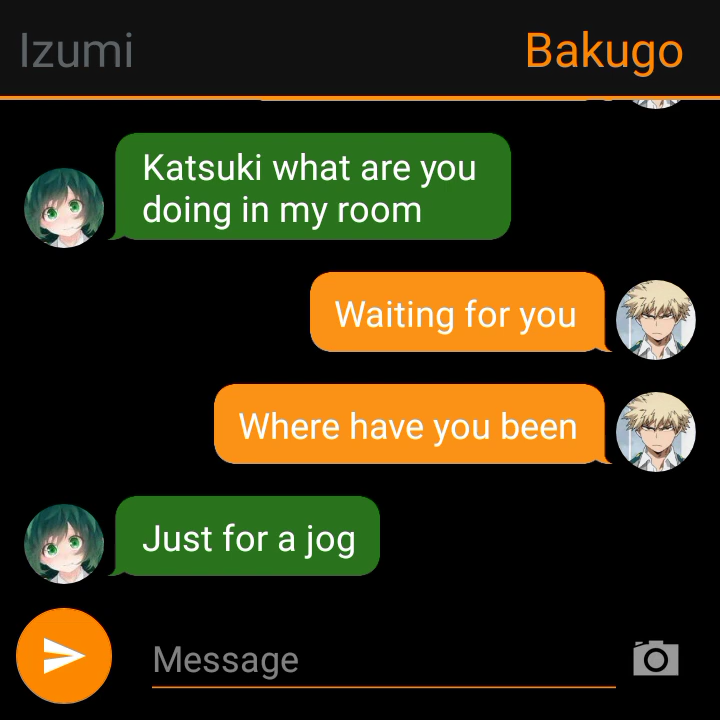 Izumi
Bakugo
Katsuki what are you
doing in my room
Waiting for you
Where have you been
Just for a jog
Message